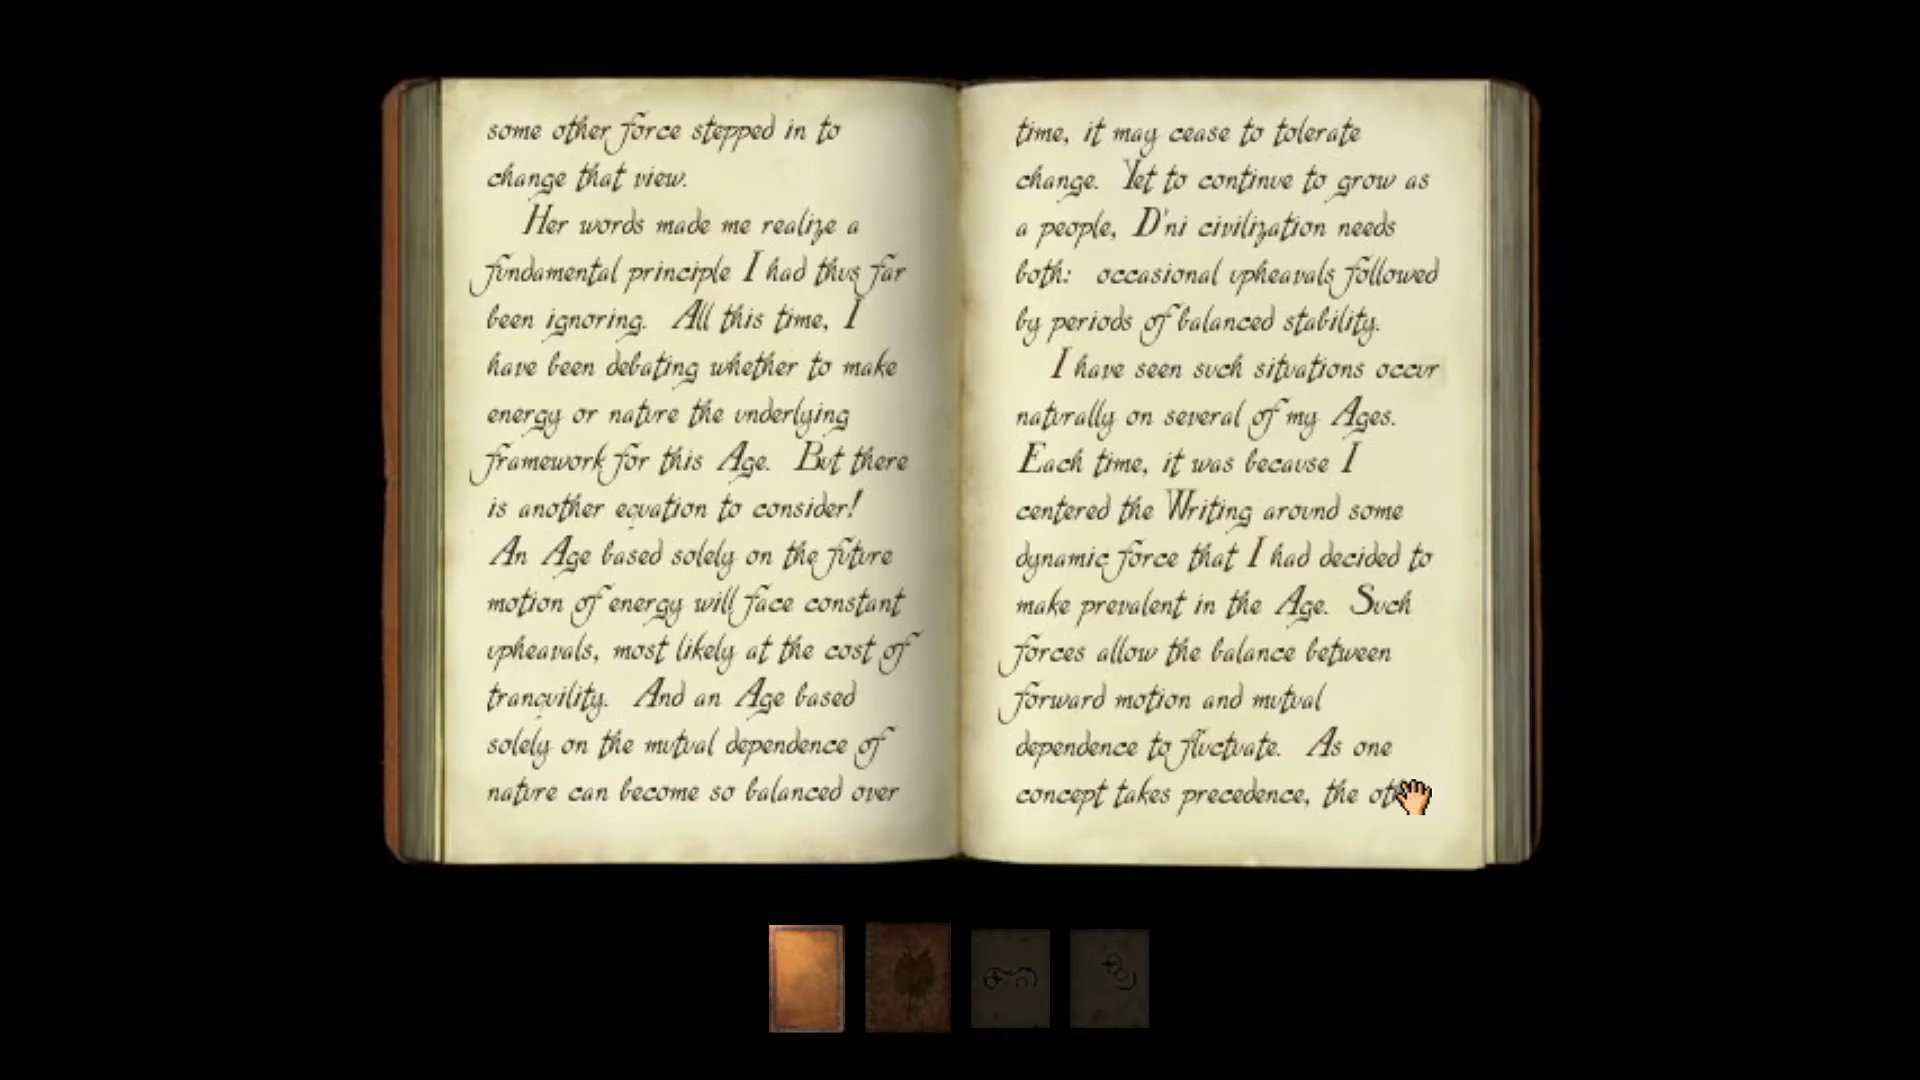 some other force stepped in to
change that view.
Her words made me realize a
fundamental principle I had thus far
been ignoring. All this time, I
have been debating whether to make
energy or nature the underlying
framework for this Age. But there
is another equation to consider!
An Age based solely on the future
motion of energy will face constant
upheavals, most likely at the cost of
tranquility. And an Age based
solely on the mutual dependence of
nature can become so balanced over
time, it may cease to tolerate
change. Yet to continue to grow as
a people, D'ni civilization needs
both: occasional upheavals followed
by periods of balanced stability.
I have seen such situations occur
naturally on several of my Ages.
Each time, it was because I
centered the Writing around some
dynamic force that I had decided to
make prevalent in the Age. Such
forces allow the balance between
forward motion and mutual
dependence to fluctuate. As one
concept takes precedence, the